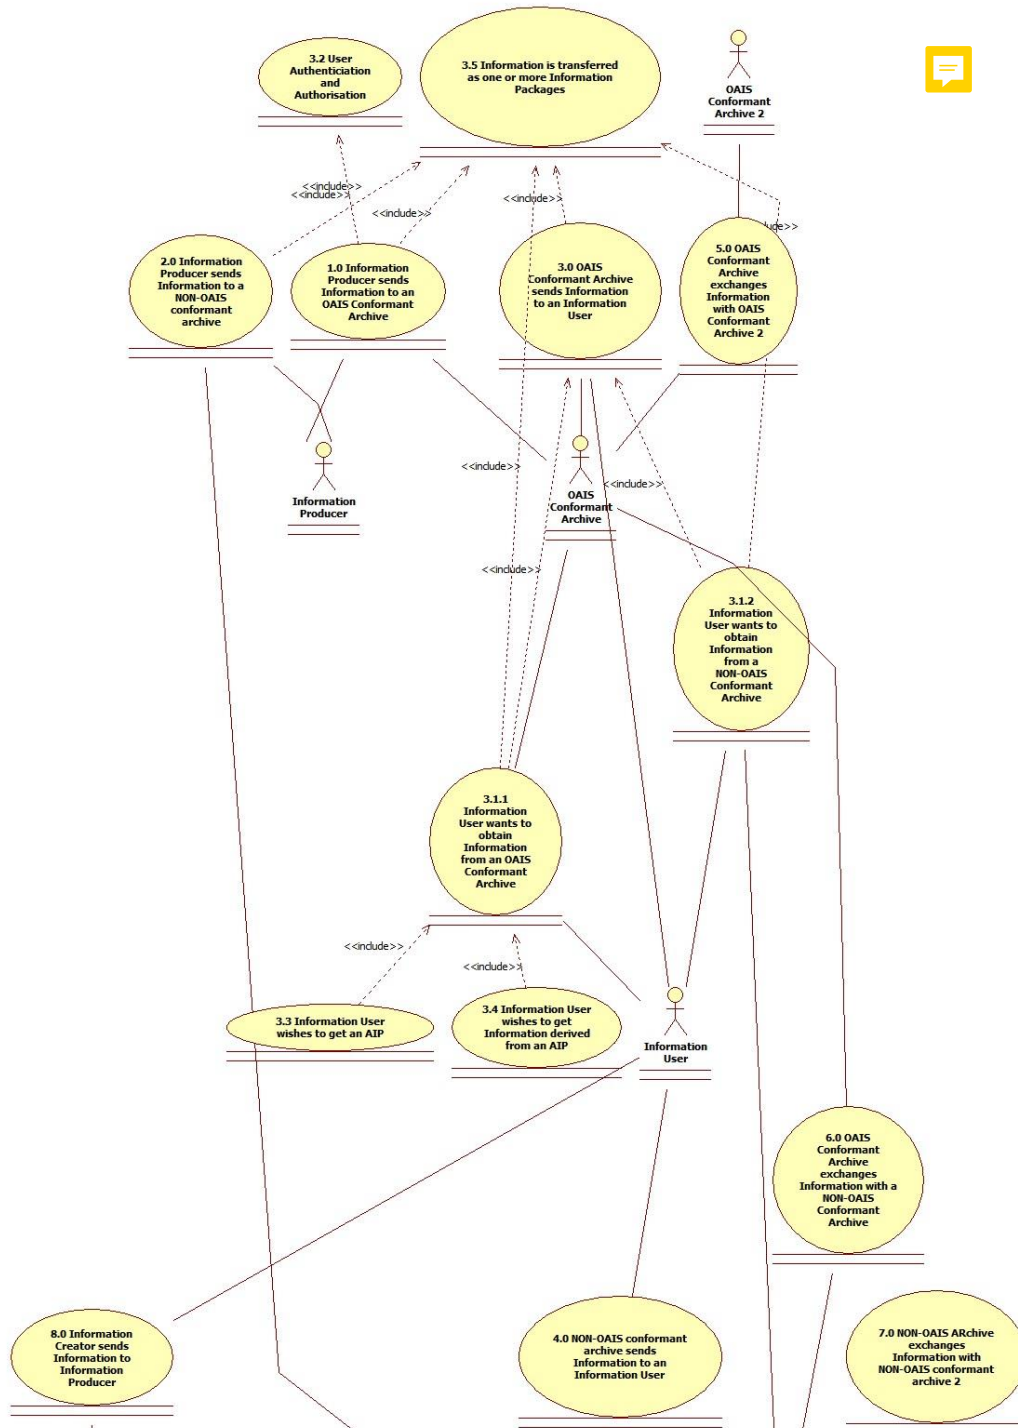 3.2 User
Authenticiation
and
Authorisation
3.5 Information is transferred
as one or more Information
Packages
OAIS
Conformant
Archive 2
<<include>>
<<include>>
<<include>>
<<include>>
2.0 Information
Producer sends
Information to a
NON-OAIS
conformant
archive
1.0 Information
Producer sends
Information to an
OAIS Conformant
Archive
3.0 OAIS
Conformant Archive
sends Information
to an Information
User
5.0 OAIS
Conformant
Archive
exchanges
Information
with OAIS
Conformant
Archive 2
ude>>
Information
Producer
<<include>>
OAIS
Conformant
Archive
<<include>>
<<include>>
3.1.2
Information
User wants to
obtain
Information
from a
NON-OAIS
Conformant
Archive
3.1.1
Information
User wants to
obtain
Information
from an OAIS
Conformant
Archive
<<include>>
<<include>>
3.3 Information User
wishes to get an AIP
3.4 Information User
wishes to get
Information derived
from an AIP
Information
User
6.0 OAIS
Conformant
Archive
exchanges
Information with a
NON-OAIS
Conformant
Archive
8.0 Information
Creator sends
Information to
Information
Producer
4.0 NON-OAIS conformant
archive sends
Information to an
Information User
7.0 NON-OAIS ARchive
exchanges
Information with
NON-OAIS conformant
archive 2